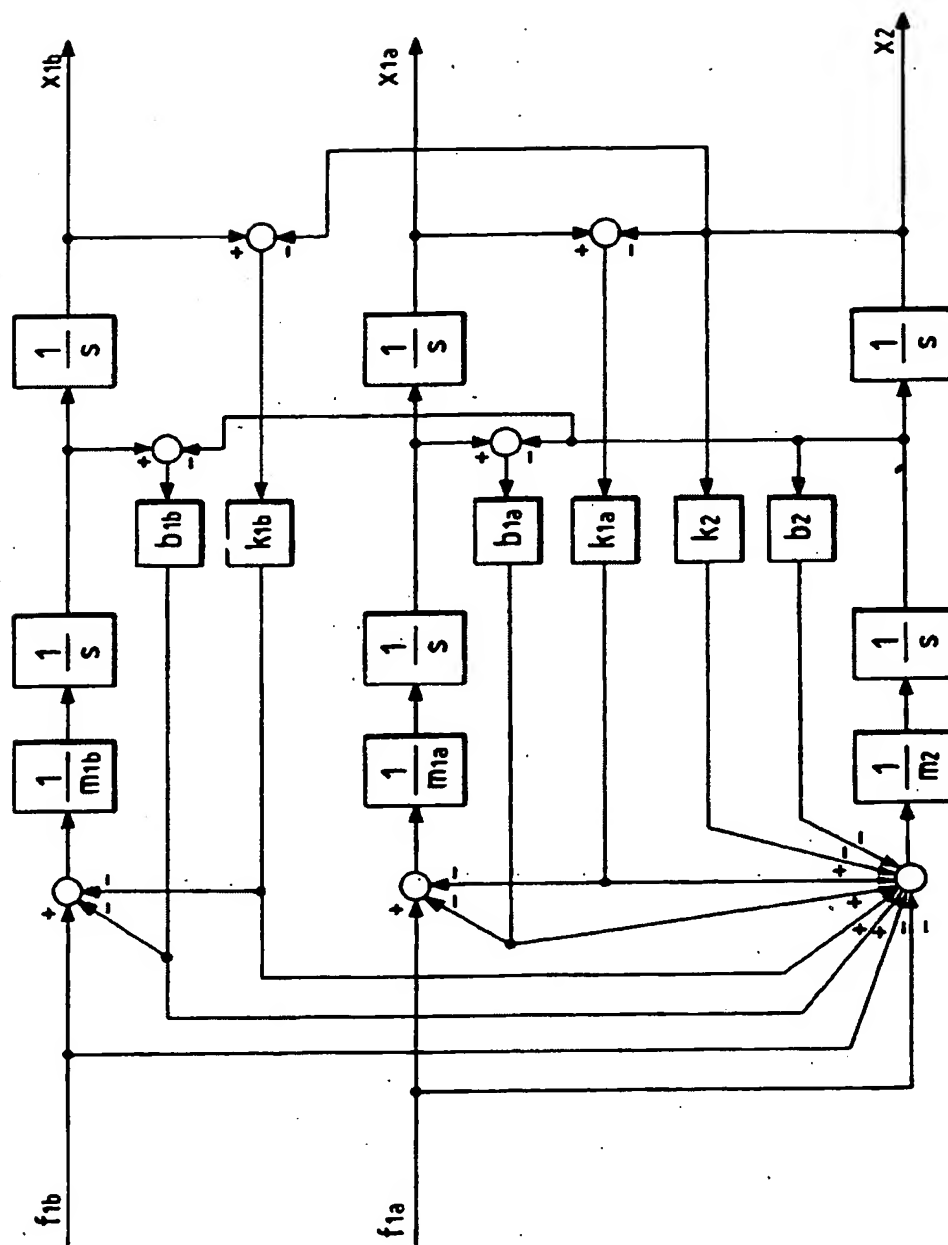 f1b
+
-
-
1
m1b
1
s
b1b
k1b
+
-
1
s
+
-
X1b
f1a
+
-
-
1
m1a
1
s
b1a
k1a
+
-
1
s
+
-
X1a
k2
b2
+
+
+
+
-
-
-
-
1
m2
1
s
1
s
X2